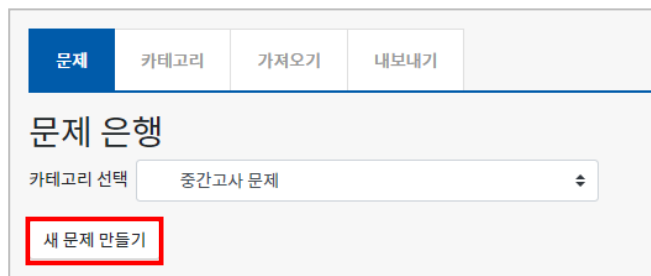 문제 카테고리 가져오기 내보내기
문제 은행
카테고리 선택 중간고사 문제
새 문제 만들기